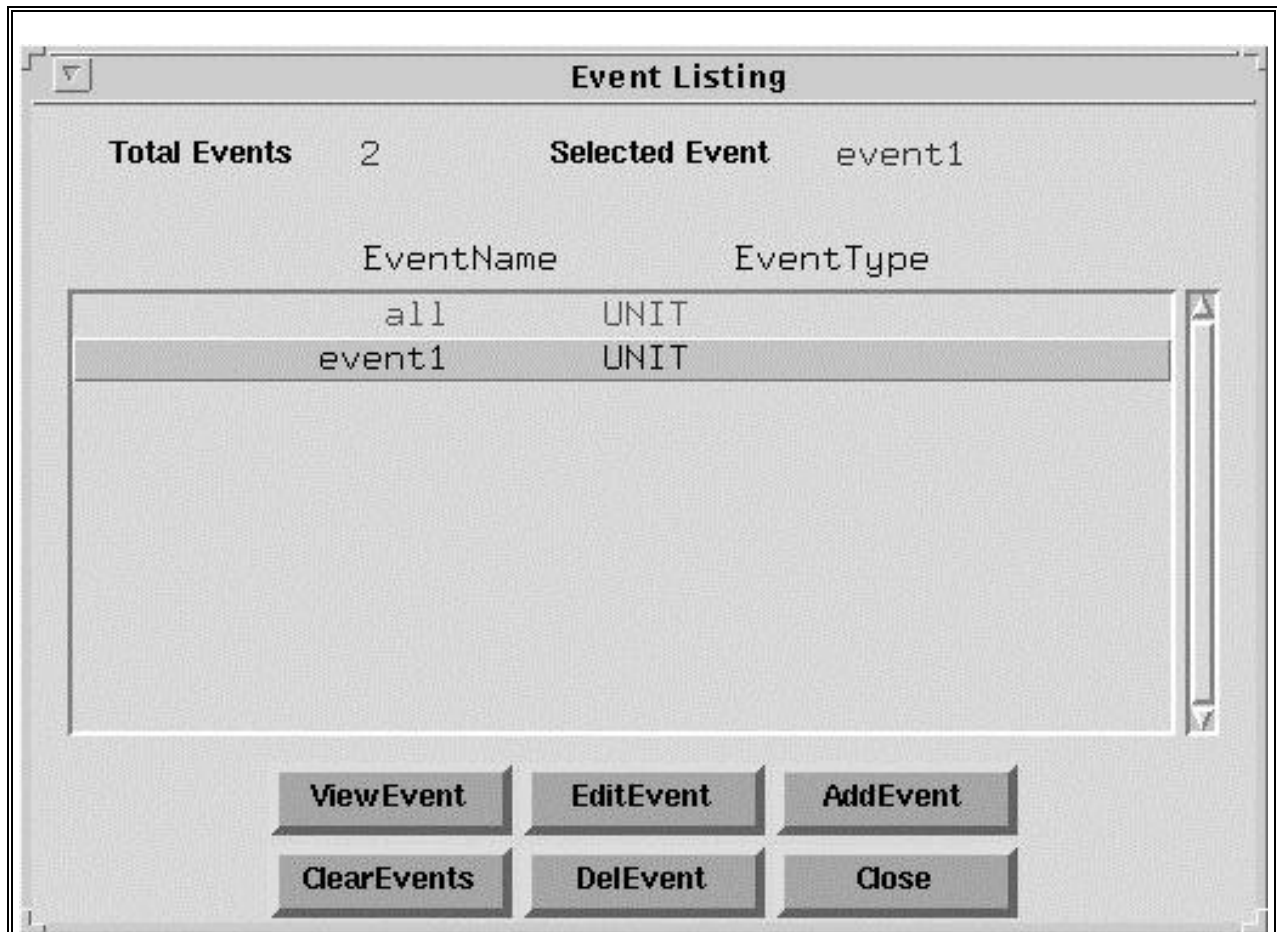 Event Listing
Total Events 2 Selected Event event1
EventName EventType
all UNIT
event1 UNIT
ViewEvent EditEvent AddEvent
ClearEvents DelEvent Close